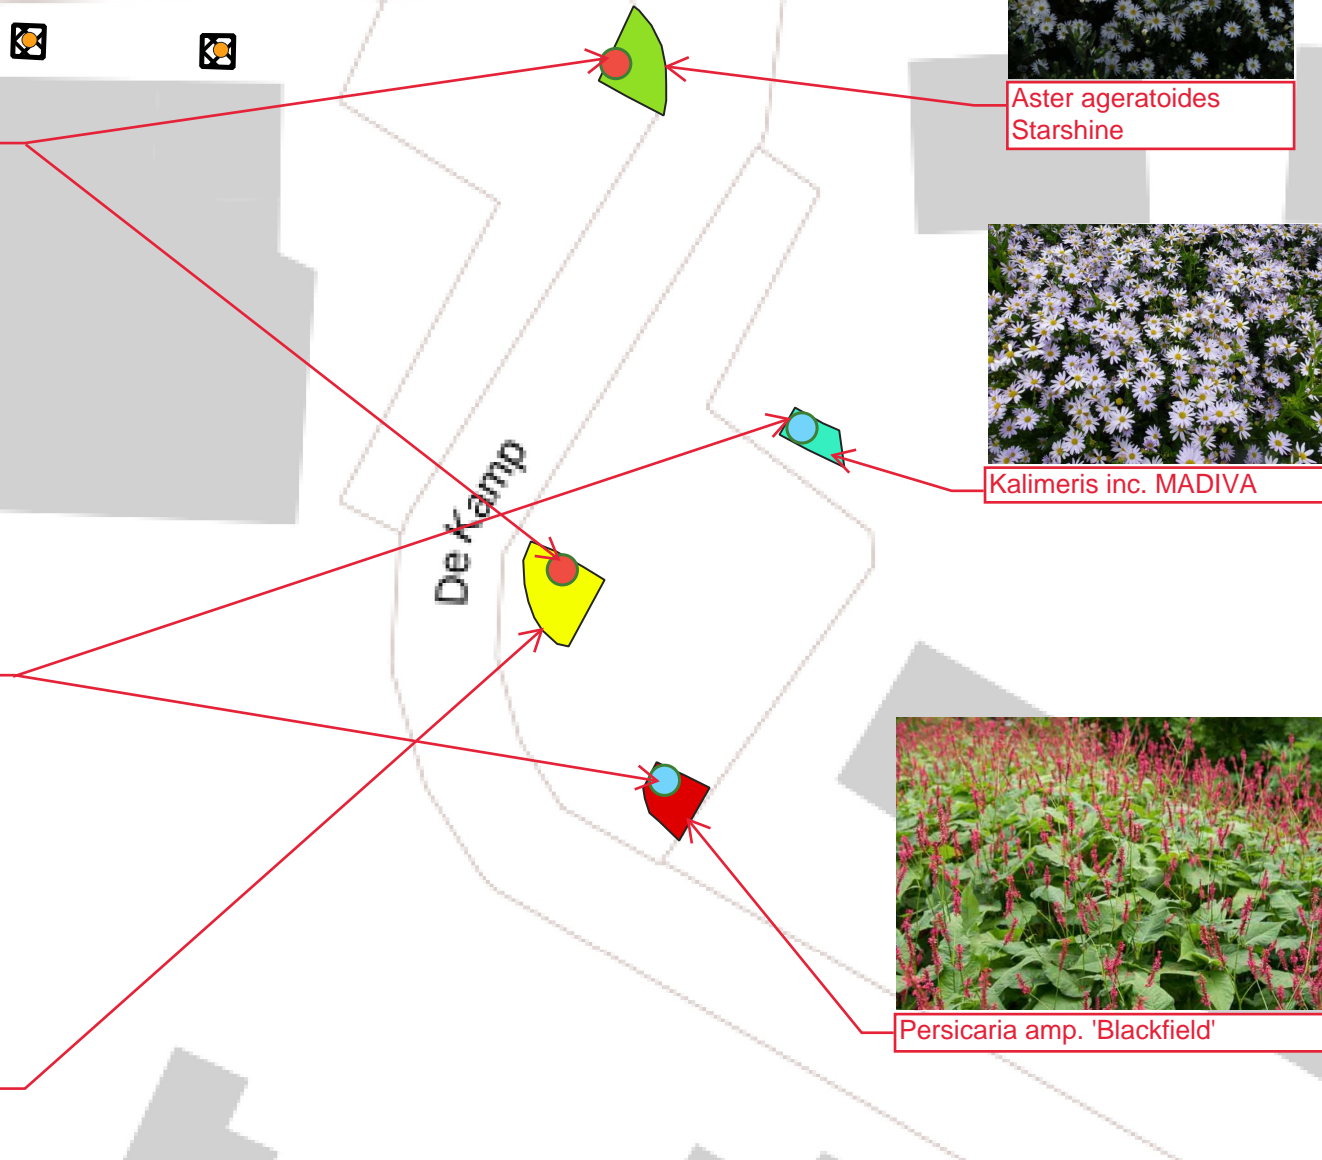 Aster ageratoides
Starshine
Kalimeris inc. MADIVA
De Kamp
Persicaria amp. 'Blackfield'